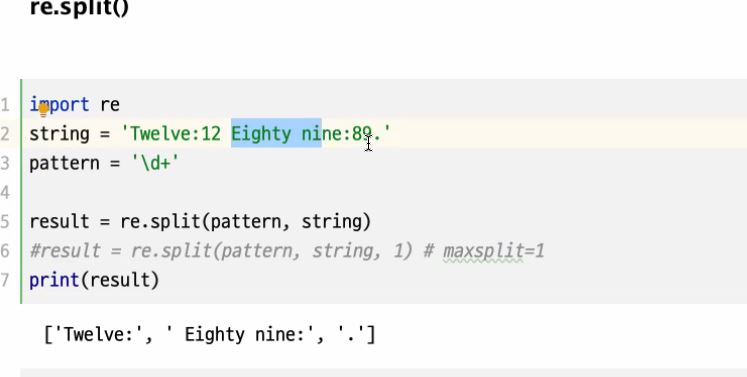 re.split()
1 import re
2 string = 'Twelve:12 Eighty nine:89.'
3 pattern = '\d+'
4
5 result = re.split(pattern, string)
6 #result = re.split(pattern, string, 1) # maxsplit=1
7 print(result)
['Twelve:', ' Eighty nine:', '.']